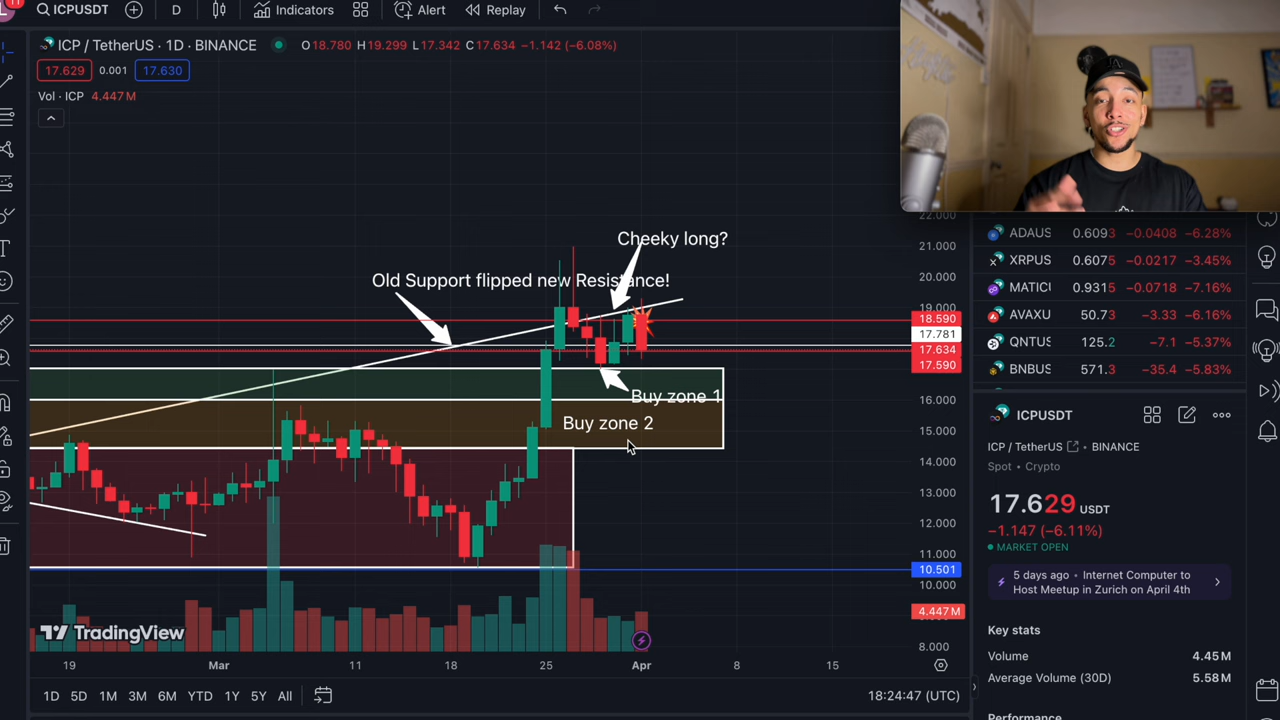 ICPUSDT D Indicators Alert Replay
ICP / TetherUS · 1D · BINANCE O18.780 H19.299 L17.342 C17.634 −1.142 (−6.08%)
17.629 0.001 17.630
Vol · ICP 4.447 M
Cheeky long?
Old Support flipped new Resistance!
Buy zone 1
Buy zone 2
22.000
21.000
20.000
19.000
18.590
17.781
17.634
17.590
16.000
15.000
14.000
13.000
12.000
11.000
10.501
10.000
4.447 M
8.000
TradingView
19 Mar 11 18 25 Apr 8 15
1D 5D 1M 3M 6M YTD 1Y 5Y All 18:24:47 (UTC)
ADAUS 0.6093 −0.0408 −6.28%
XRPUS 0.6075 −0.0217 −3.45%
MATICI 0.9315 −0.0718 −7.16%
AVAXU 50.73 −3.33 −6.16%
QNTUS 125.2 −7.1 −5.37%
BNBUS 571.3 −35.4 −5.83%
ICPUSDT
ICP / TetherUS · BINANCE
Spot · Crypto
17.629 USDT
−1.147 (−6.11%)
MARKET OPEN
5 days ago · Internet Computer to
Host Meetup in Zurich on April 4th
Key stats
Volume 4.45 M
Average Volume (30D) 5.58 M